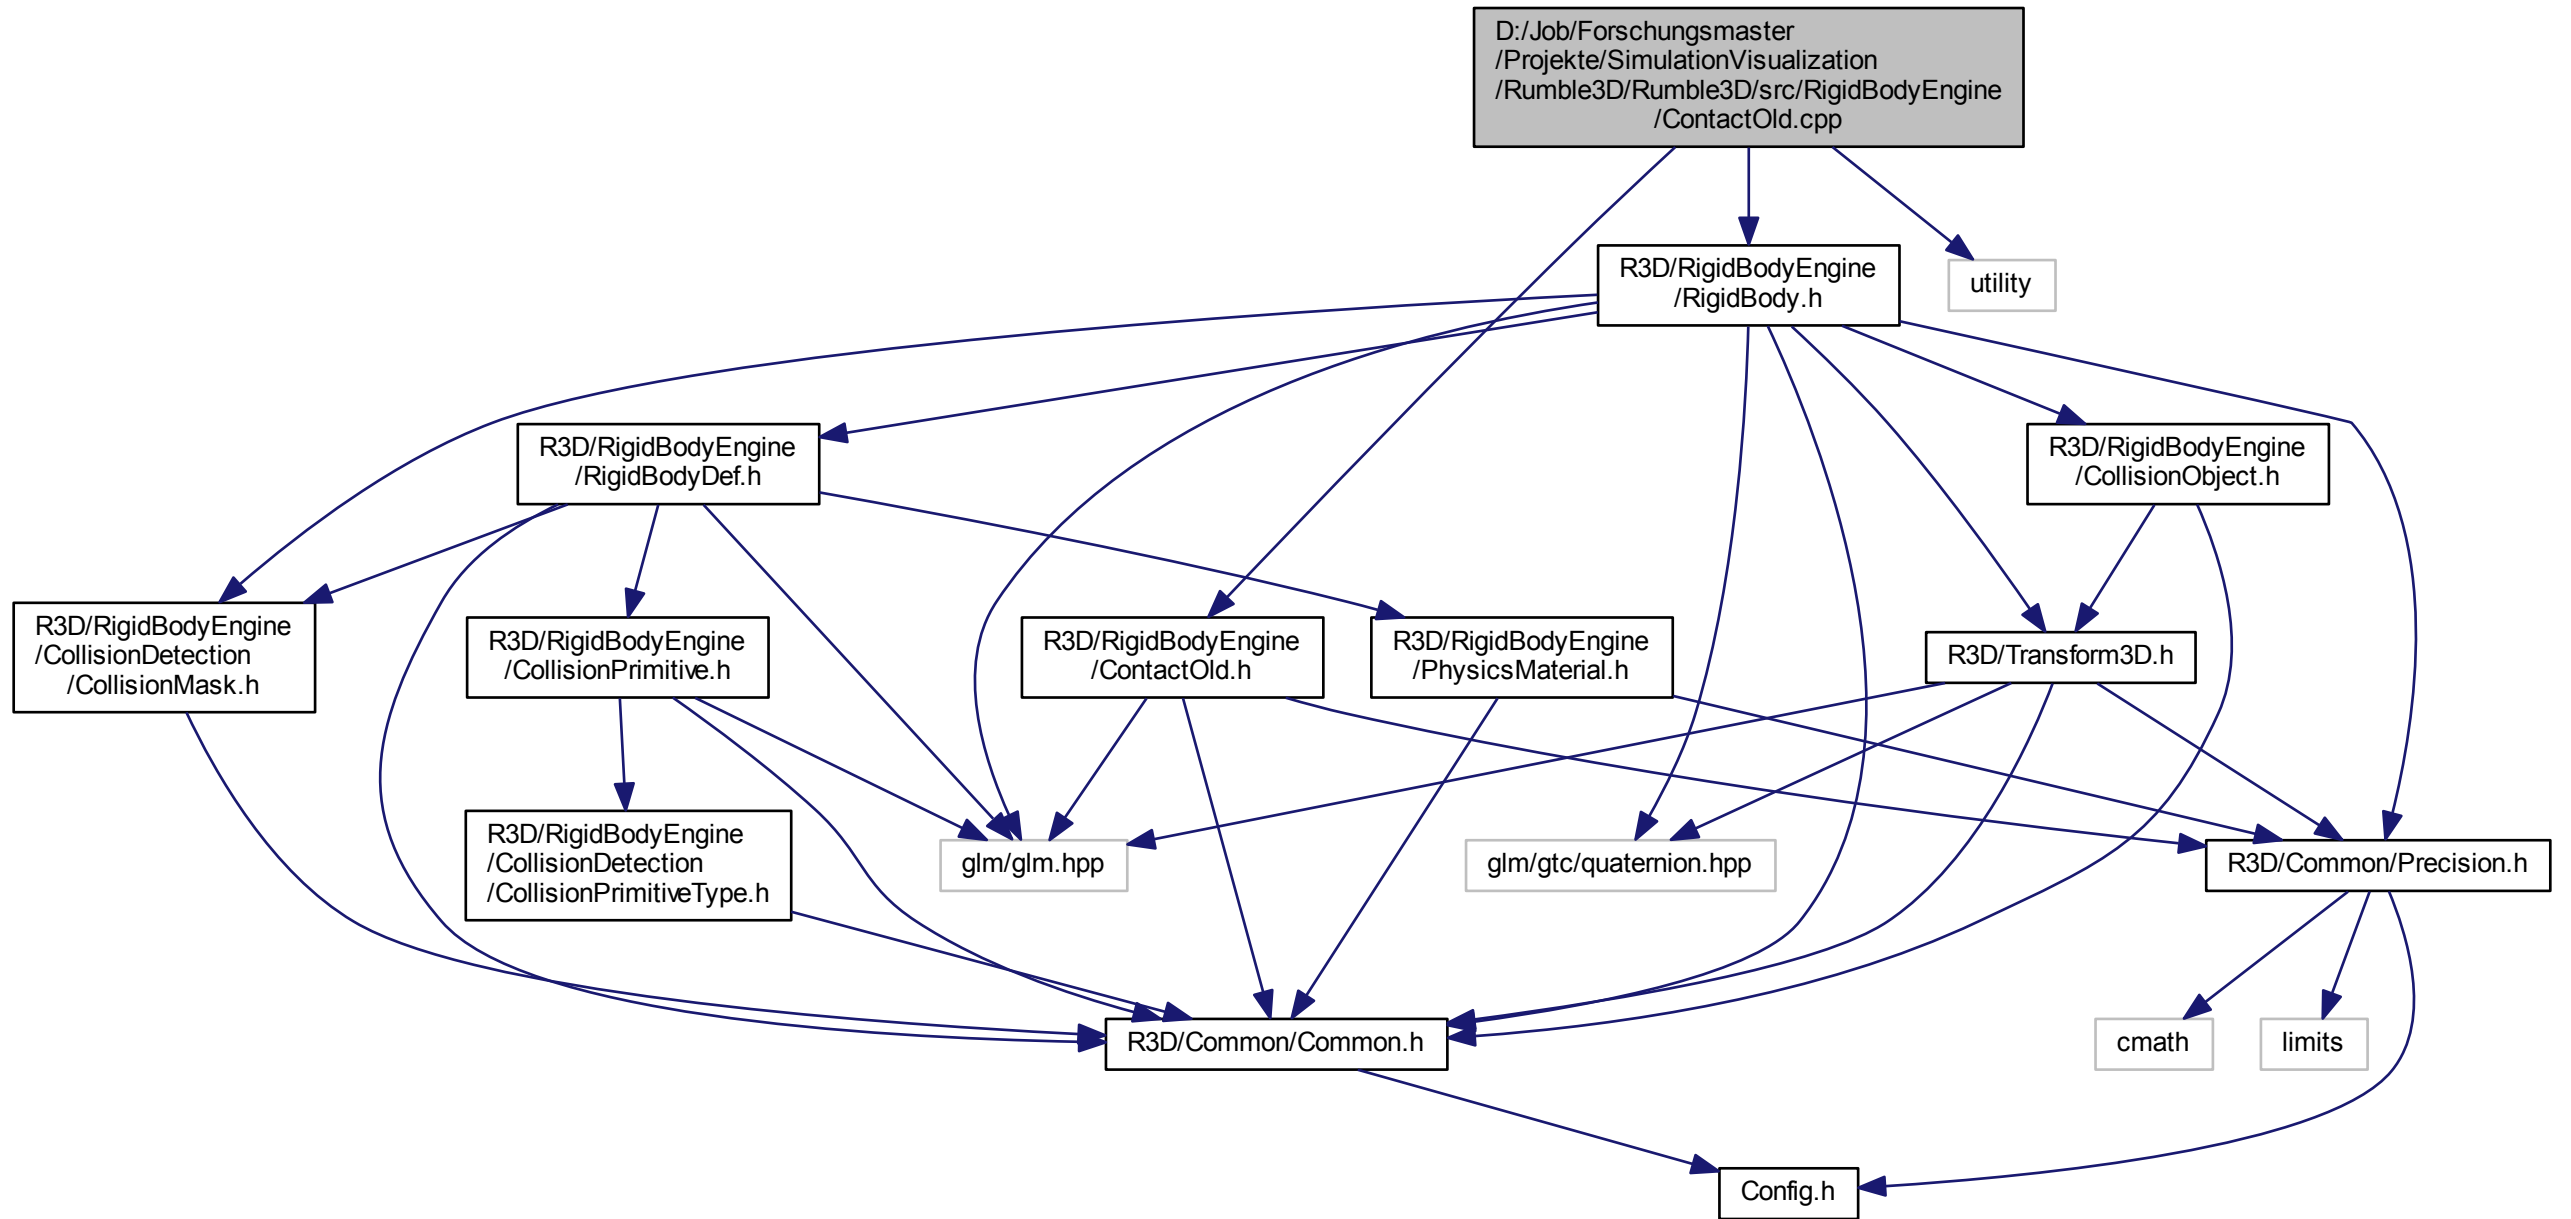 D:/Job/Forschungsmaster
/Projekte/SimulationVisualization
/Rumble3D/Rumble3D/src/RigidBodyEngine
/ContactOld.cpp
R3D/RigidBodyEngine
/RigidBody.h
utility
R3D/RigidBodyEngine
/RigidBodyDef.h
R3D/RigidBodyEngine
/CollisionObject.h
R3D/RigidBodyEngine
/CollisionDetection
/CollisionMask.h
R3D/RigidBodyEngine
/CollisionPrimitive.h
R3D/RigidBodyEngine
/ContactOld.h
R3D/RigidBodyEngine
/PhysicsMaterial.h
R3D/Transform3D.h
R3D/RigidBodyEngine
/CollisionDetection
/CollisionPrimitiveType.h
glm/glm.hpp
glm/gtc/quaternion.hpp
R3D/Common/Precision.h
R3D/Common/Common.h
cmath
limits
Config.h